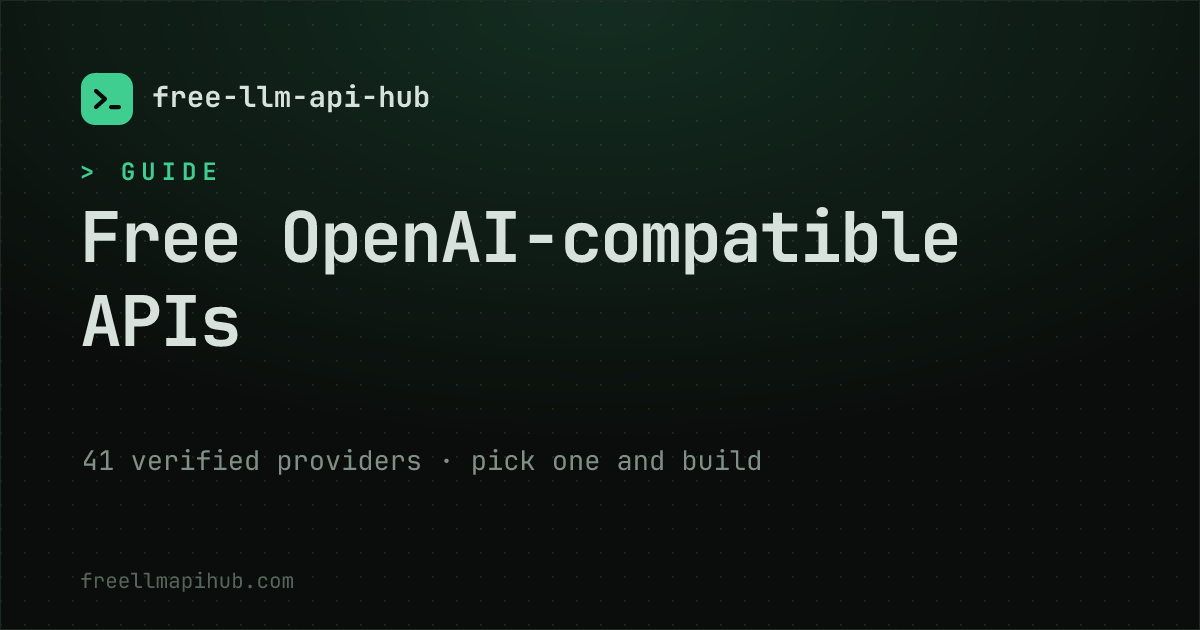 free-llm-api-hub
> GUIDE
Free OpenAI-compatible
APIs
41 verified providers · pick one and build
freellmapihub.com